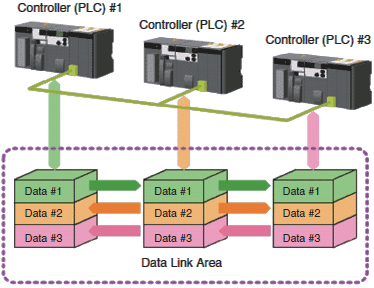 Controller (PLC) #1
Controller (PLC) #2
Controller (PLC) #3
Data #1
Data #1
Data #1
Data #2
Data #2
Data #2
Data #3
Data #3
Data #3
Data Link Area